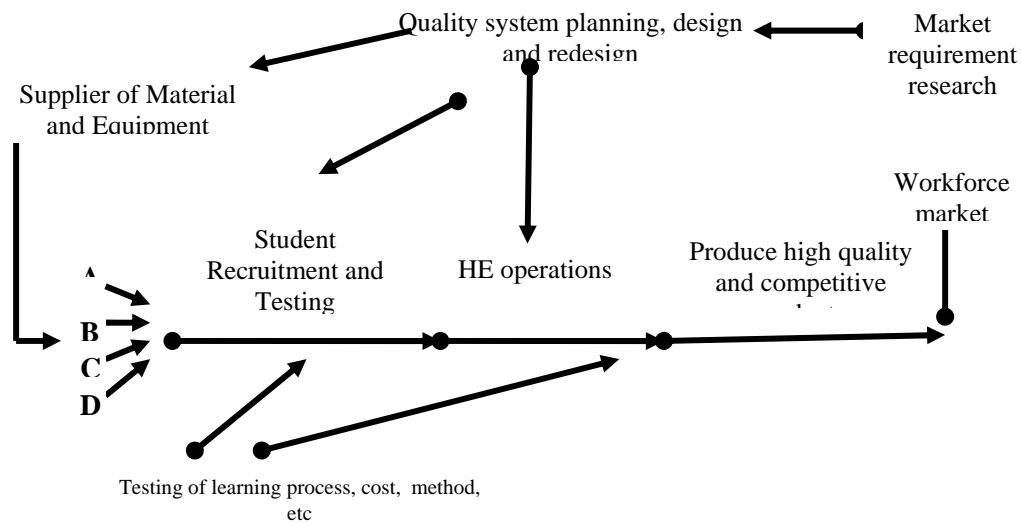 Quality system planning, design
and redesign
Market
requirement
research
Supplier of Material
and Equipment
Workforce
market
Student
Recruitment and
Testing
HE operations
Produce high quality
and competitive
A
B
C
D
Testing of learning process, cost, method,
etc